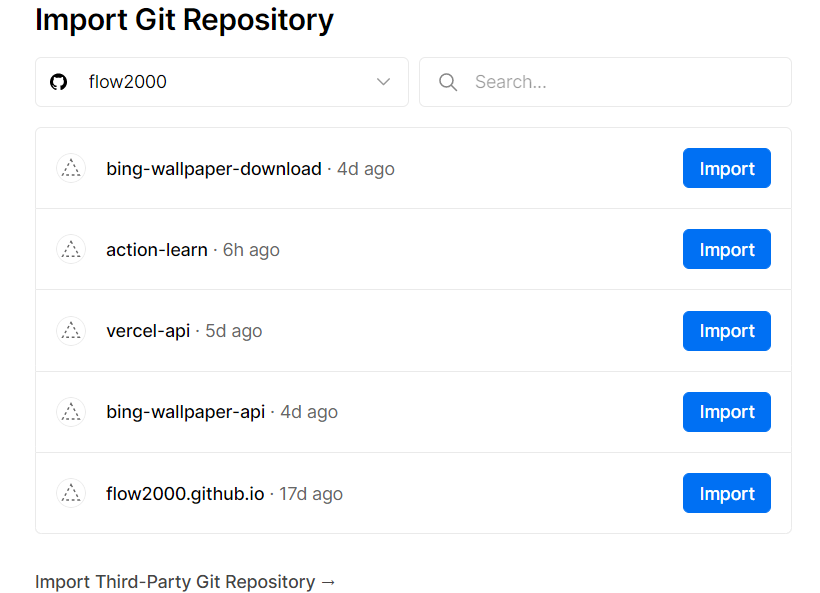 Import Git Repository
flow2000
Search...
bing-wallpaper-download · 4d ago
Import
action-learn · 6h ago
Import
vercel-api · 5d ago
Import
bing-wallpaper-api · 4d ago
Import
flow2000.github.io · 17d ago
Import
Import Third-Party Git Repository →